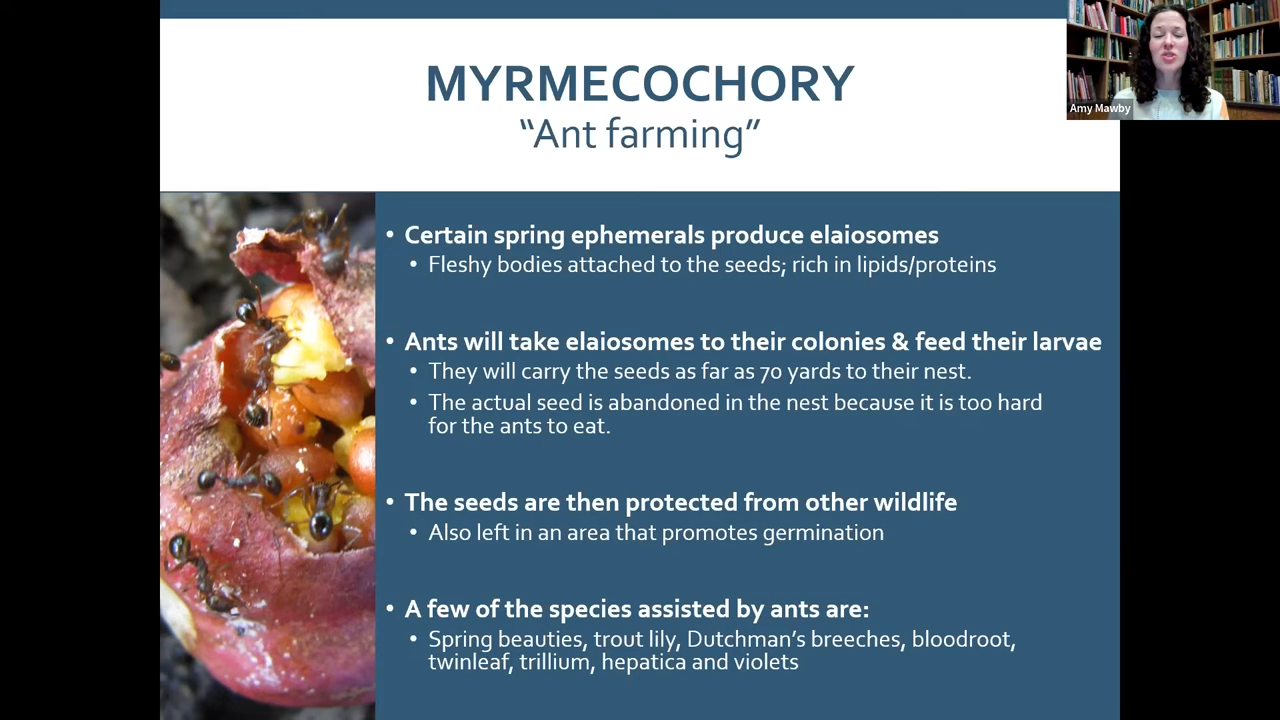 MYRMECOCHORY
“Ant farming”
Amy Mawby
• Certain spring ephemerals produce elaiosomes
• Fleshy bodies attached to the seeds; rich in lipids/proteins
• Ants will take elaiosomes to their colonies & feed their larvae
• They will carry the seeds as far as 70 yards to their nest.
• The actual seed is abandoned in the nest because it is too hard
for the ants to eat.
• The seeds are then protected from other wildlife
• Also left in an area that promotes germination
• A few of the species assisted by ants are:
• Spring beauties, trout lily, Dutchman’s breeches, bloodroot,
twinleaf, trillium, hepatica and violets